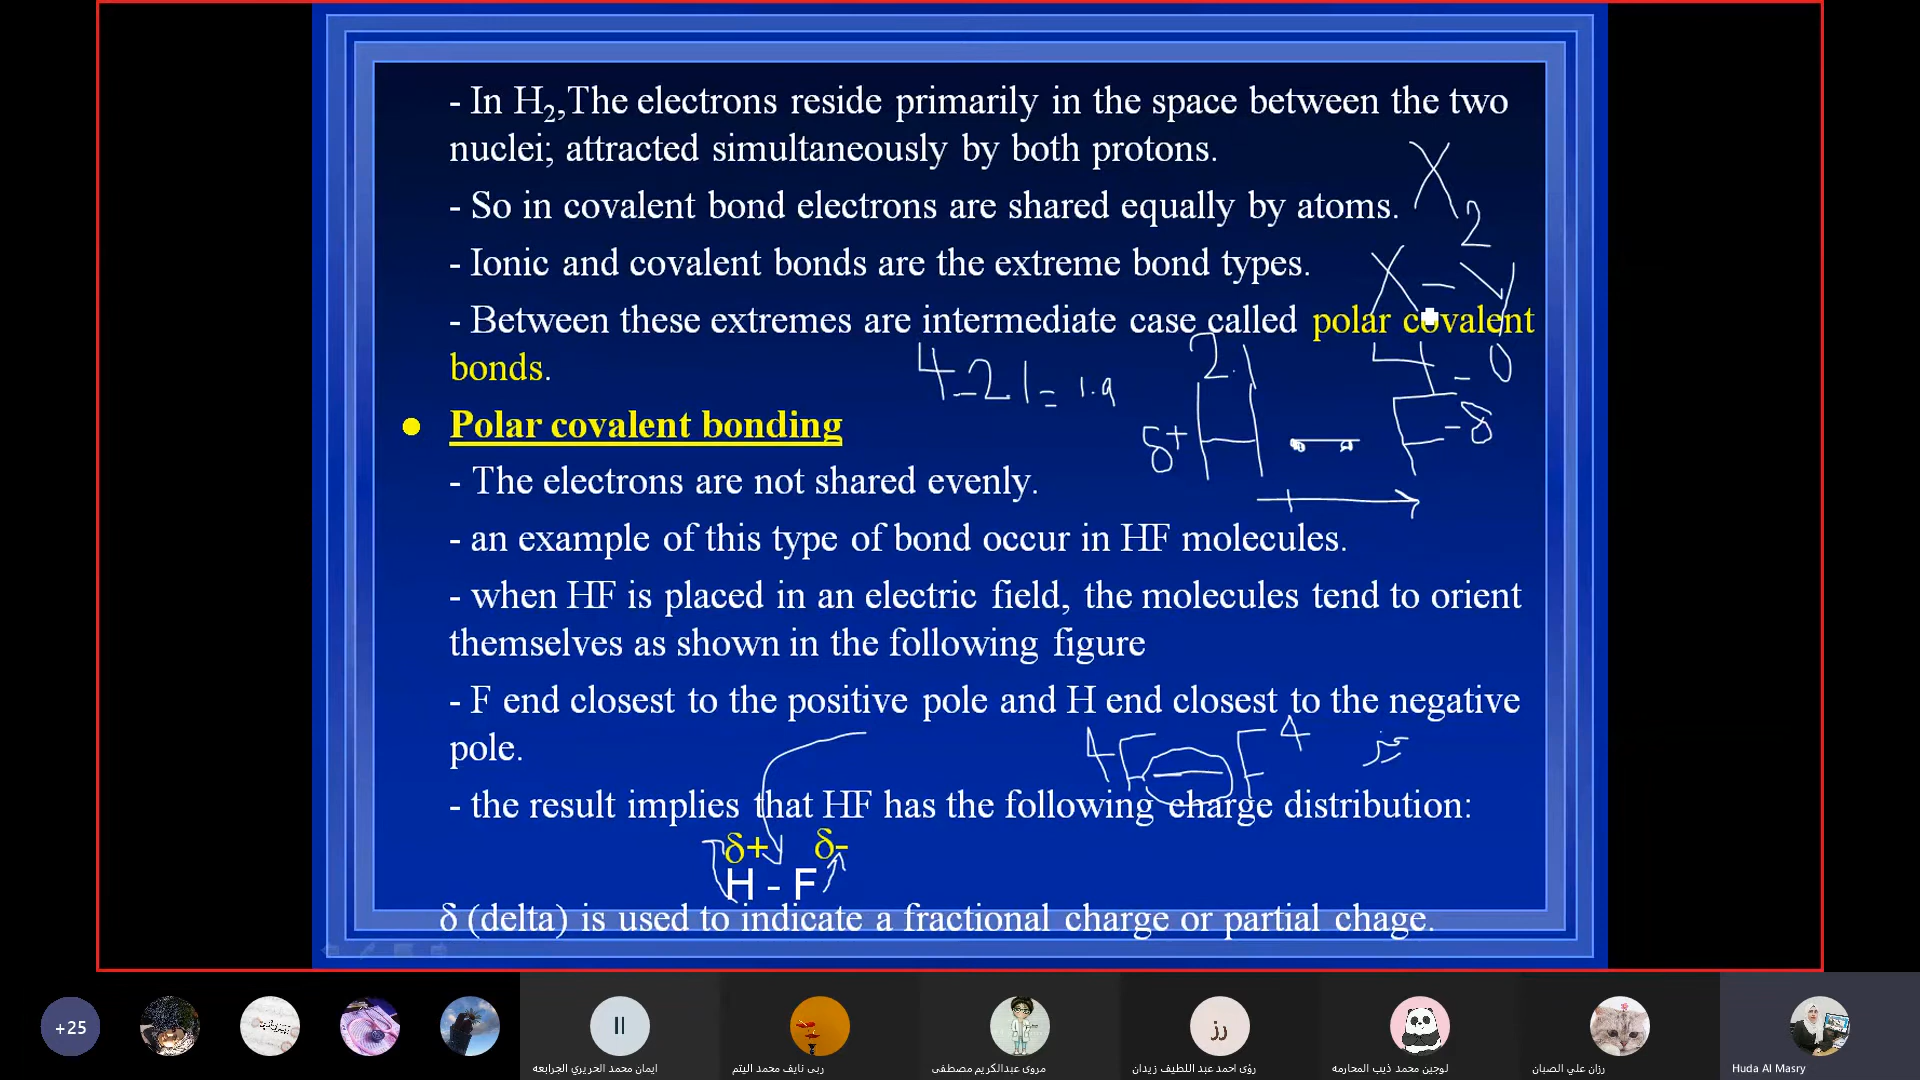 - In H₂,The electrons reside primarily in the space between the two
nuclei; attracted simultaneously by both protons.
X₂
- So in covalent bond electrons are shared equally by atoms.
- Ionic and covalent bonds are the extreme bond types.
X - Y
- Between these extremes are intermediate case called polar covalent
bonds.
4-21 = 1.9
2.1
4-0
● Polar covalent bonding
δ+ H - F -δ
- The electrons are not shared evenly.
- an example of this type of bond occur in HF molecules.
- when HF is placed in an electric field, the molecules tend to orient
themselves as shown in the following figure
- F end closest to the positive pole and H end closest to the negative
pole.
4F - F4
- the result implies that HF has the following charge distribution:
δ+ δ-
H - F
δ (delta) is used to indicate a fractional charge or partial chage.
+25
II
رز
ايمان محمد الحريري الجرابعه
ربى نايف محمد اليتم
مروى عبدالكريم مصطفى
رؤى احمد عبد اللطيف زيدان
لوجين محمد ذيب المحارمه
رزان علي الصبان
Huda Al Masry